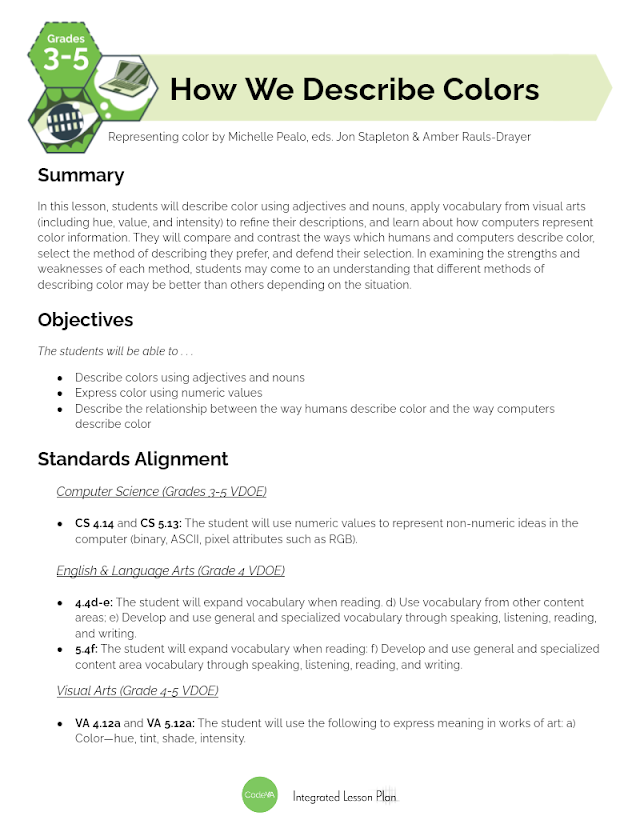 Grades
3-5
How We Describe Colors
Representing color by Michelle Pealo, eds. Jon Stapleton & Amber Rauls-Drayer
Summary
In this lesson, students will describe color using adjectives and nouns, apply vocabulary from visual arts
(including hue, value, and intensity) to refine their descriptions, and learn about how computers represent
color information. They will compare and contrast the ways which humans and computers describe color,
select the method of describing they prefer, and defend their selection. In examining the strengths and
weaknesses of each method, students may come to an understanding that different methods of
describing color may be better than others depending on the situation.
Objectives
The students will be able to . . .
● Describe colors using adjectives and nouns
● Express color using numeric values
● Describe the relationship between the way humans describe color and the way computers
describe color
Standards Alignment
Computer Science (Grades 3-5 VDOE)
● CS 4.14 and CS 5.13: The student will use numeric values to represent non-numeric ideas in the
computer (binary, ASCII, pixel attributes such as RGB).
English & Language Arts (Grade 4 VDOE)
● 4.4d-e: The student will expand vocabulary when reading. d) Use vocabulary from other content
areas; e) Develop and use general and specialized vocabulary through speaking, listening, reading,
and writing.
● 5.4f: The student will expand vocabulary when reading: f) Develop and use general and specialized
content area vocabulary through speaking, listening, reading, and writing.
Visual Arts (Grade 4-5 VDOE)
● VA 4.12a and VA 5.12a: The student will use the following to express meaning in works of art: a)
Color—hue, tint, shade, intensity.
CodeVA
Integrated Lesson Plan